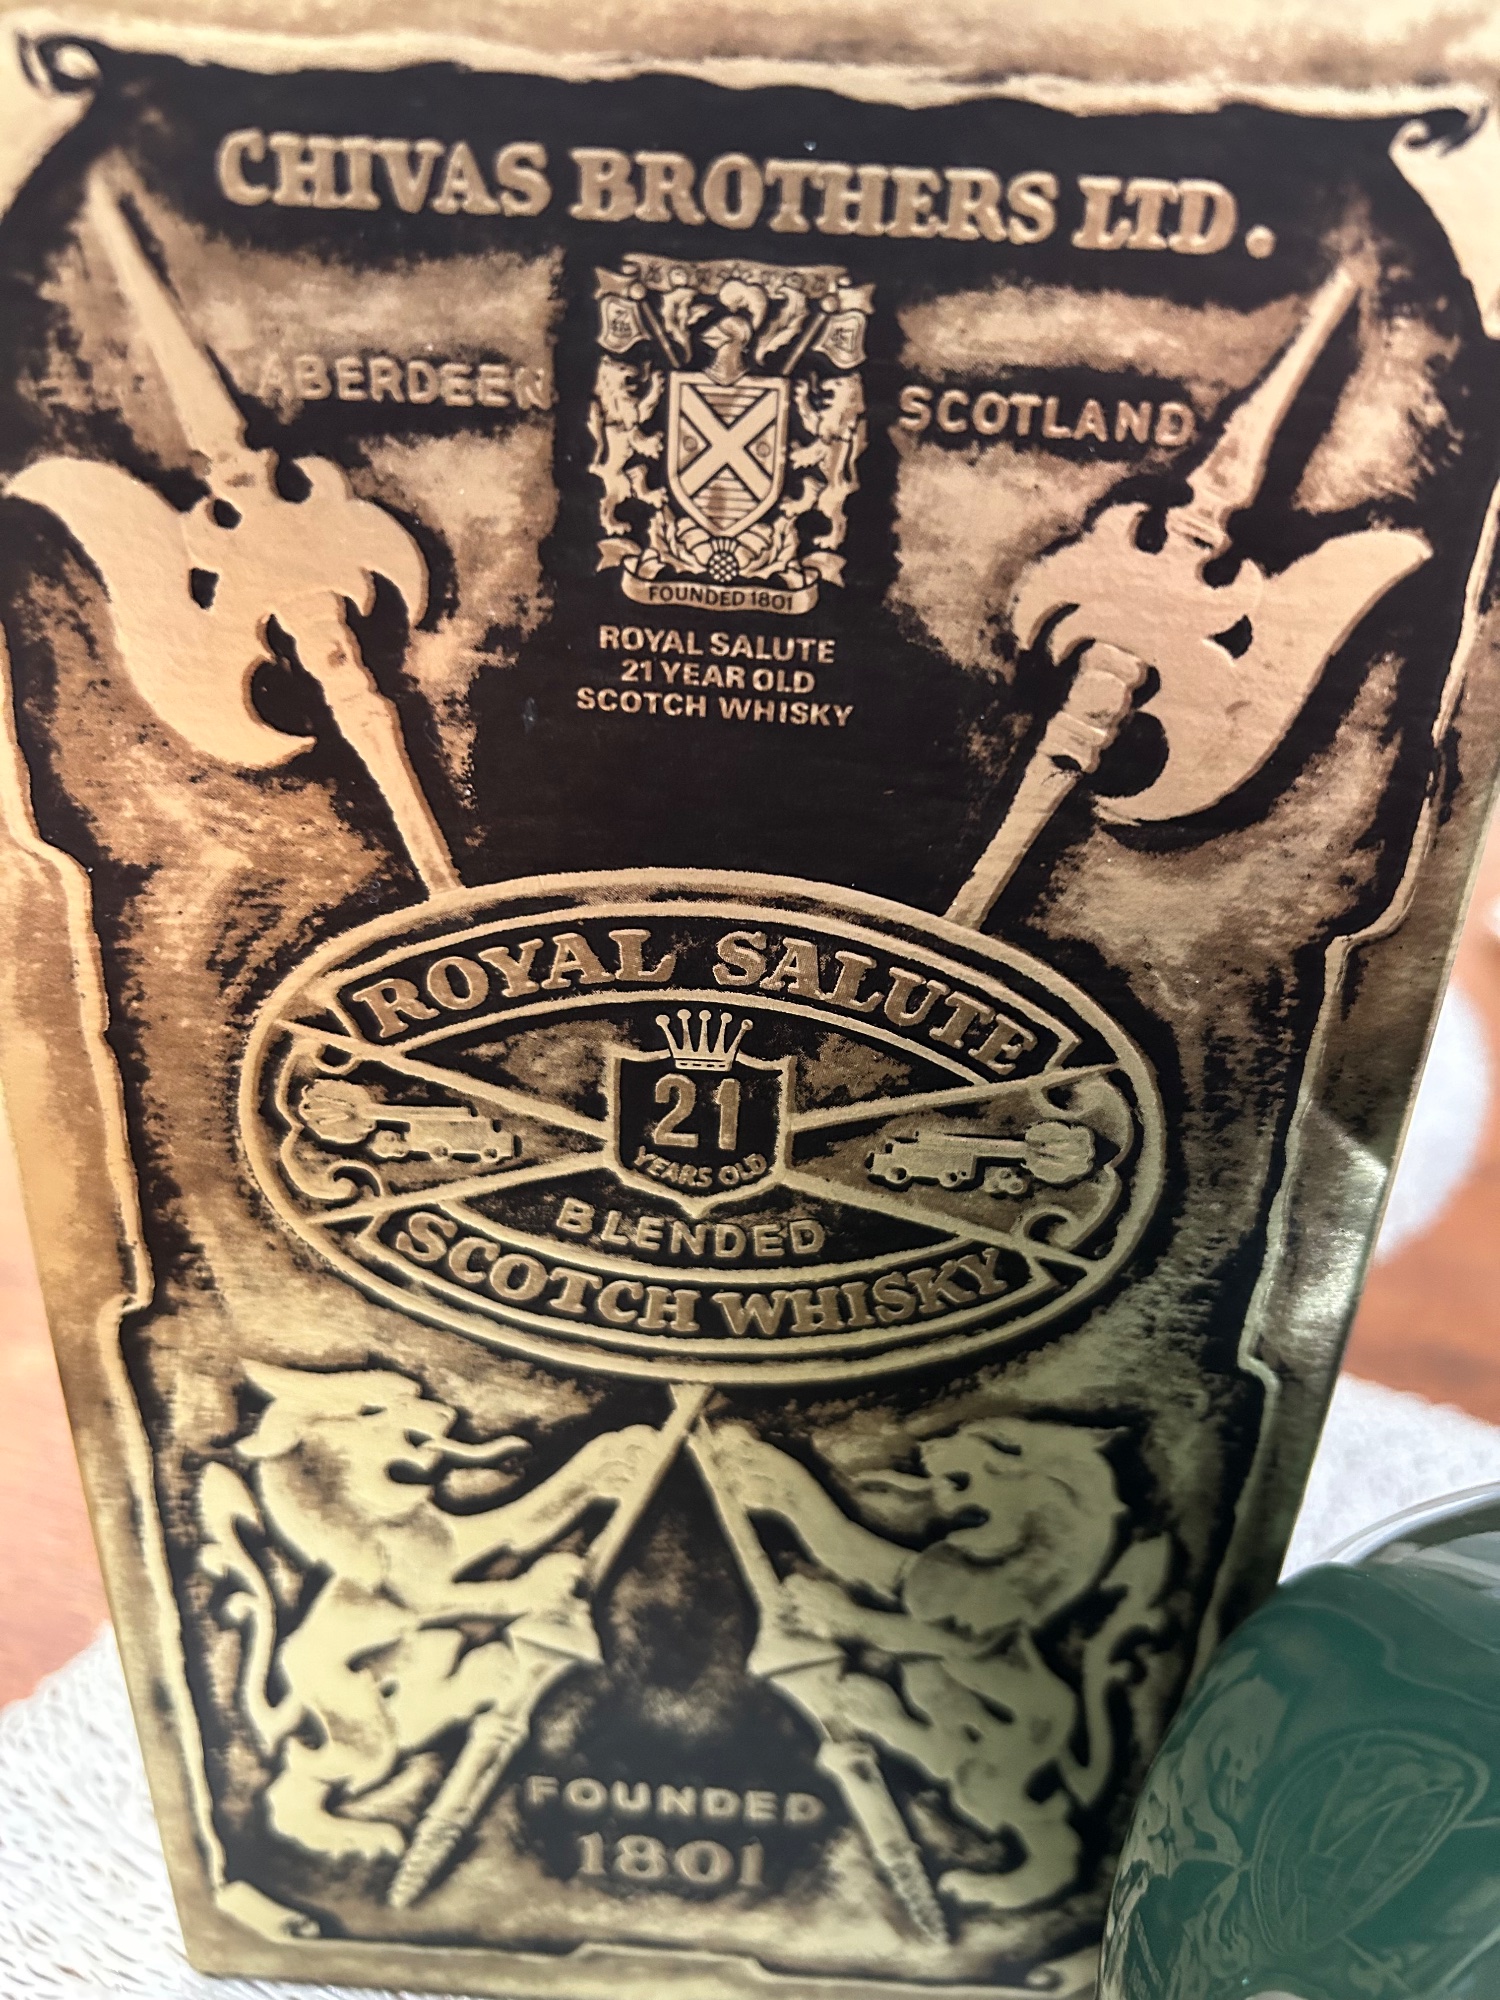 CHIVAS BROTHERS LTD.
ABERDEEN SCOTLAND
FOUNDED 1801
ROYAL SALUTE
21 YEAR OLD
SCOTCH WHISKY
ROYAL SALUTE
21
YEARS OLD
BLENDED
SCOTCH WHISKY
FOUNDED
1801